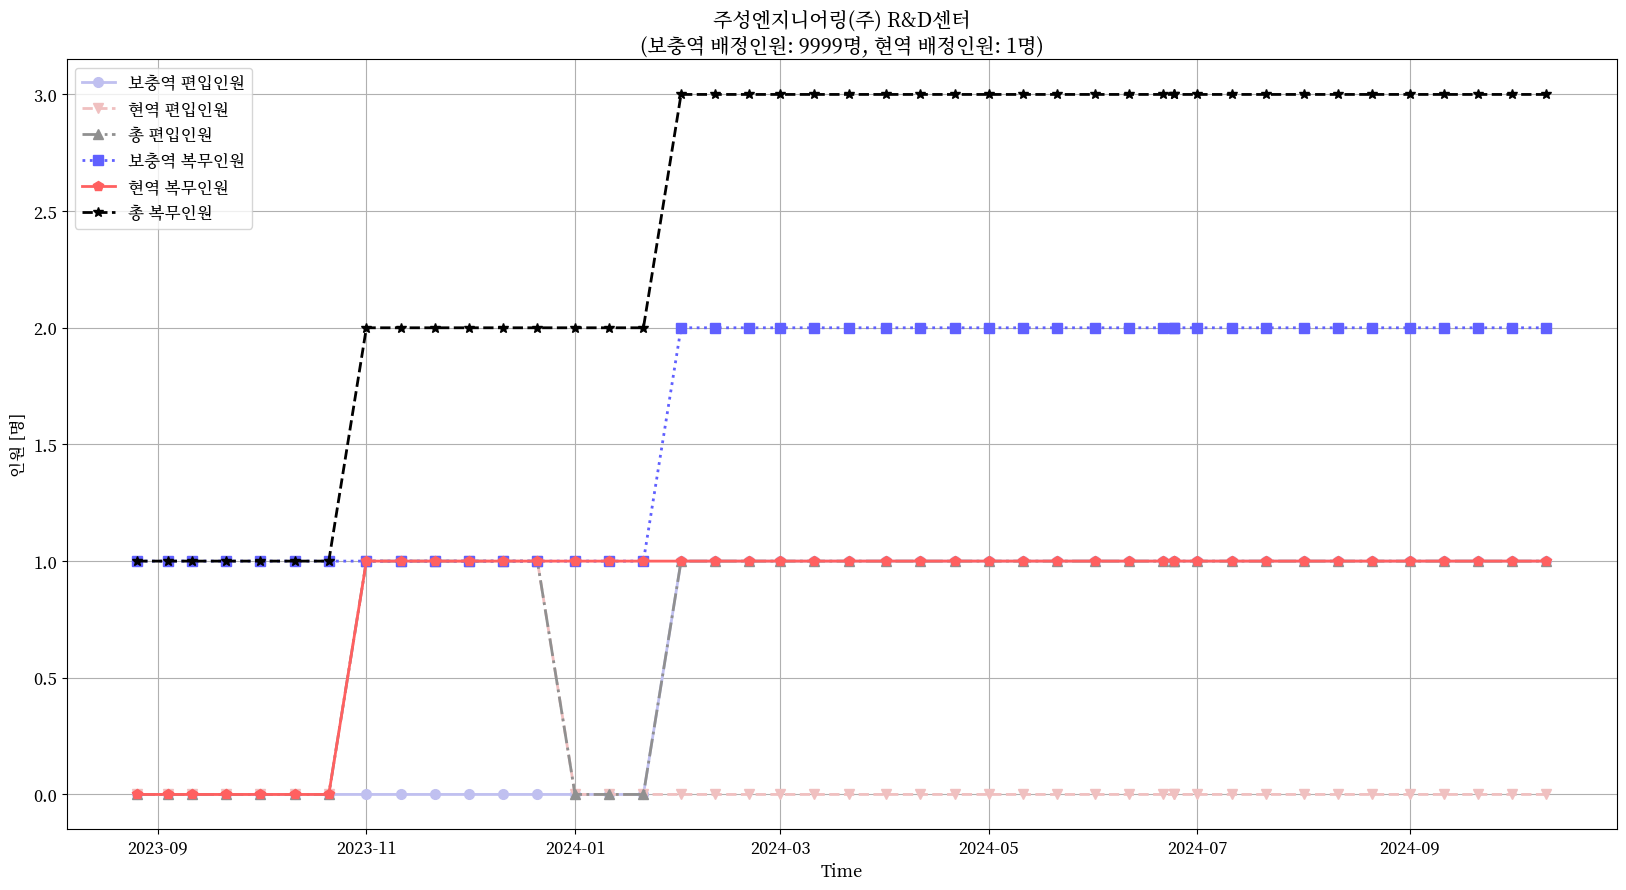 주성엔지니어링(주) R&D센터
(보충역 배정인원: 9999명, 현역 배정인원: 1명)
보충역 편입인원
현역 편입인원
총 편입인원
보충역 복무인원
현역 복무인원
총 복무인원
3.0
2.5
2.0
1.5
1.0
0.5
0.0
인원 [명]
2023-09 2023-11 2024-01 2024-03 2024-05 2024-07 2024-09
Time